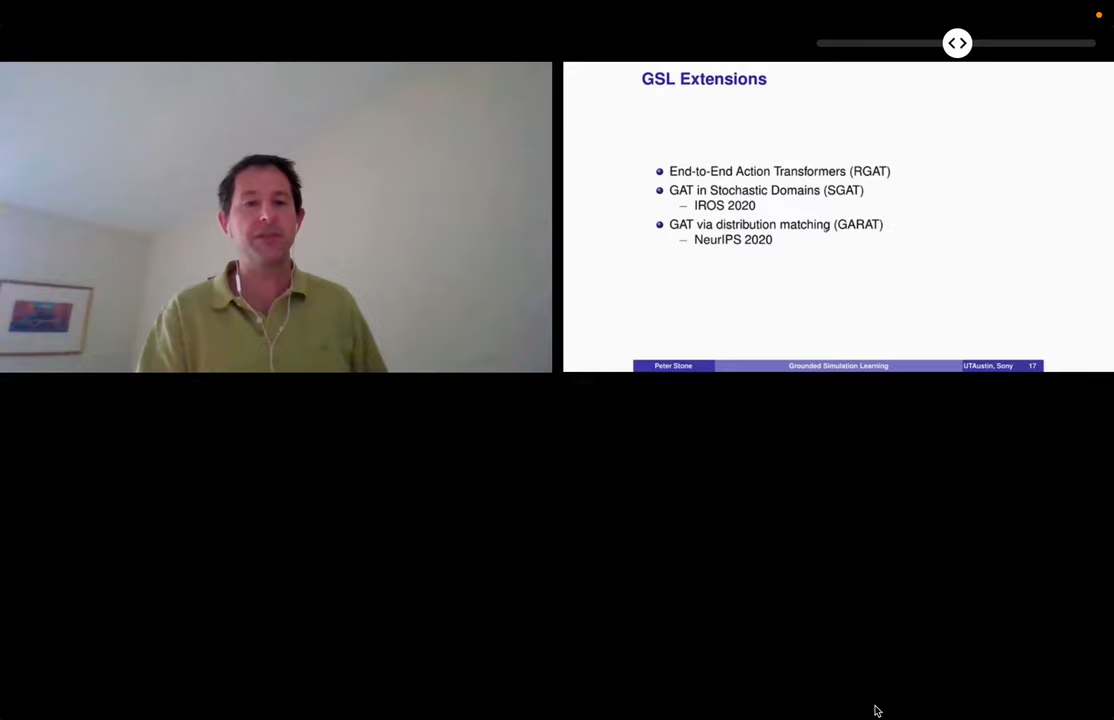 GSL Extensions
End-to-End Action Transformers (RGAT)
GAT in Stochastic Domains (SGAT)
– IROS 2020
GAT via distribution matching (GARAT)
– NeurIPS 2020
Peter Stone Grounded Simulation Learning UTAustin, Sony 17